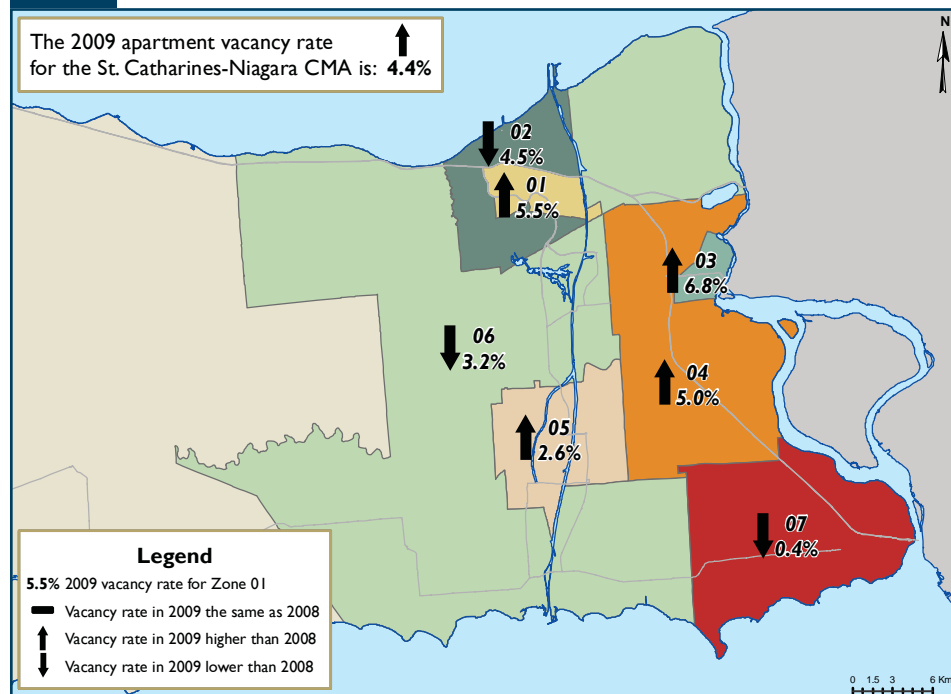 The 2009 apartment vacancy rate
for the St. Catharines-Niagara CMA is: 4.4%
N
02
4.5%
01
5.5%
03
6.8%
06
3.2%
04
5.0%
05
2.6%
07
0.4%
Legend
5.5% 2009 vacancy rate for Zone 01
Vacancy rate in 2009 the same as 2008
Vacancy rate in 2009 higher than 2008
Vacancy rate in 2009 lower than 2008
0 1.5 3 6 Km